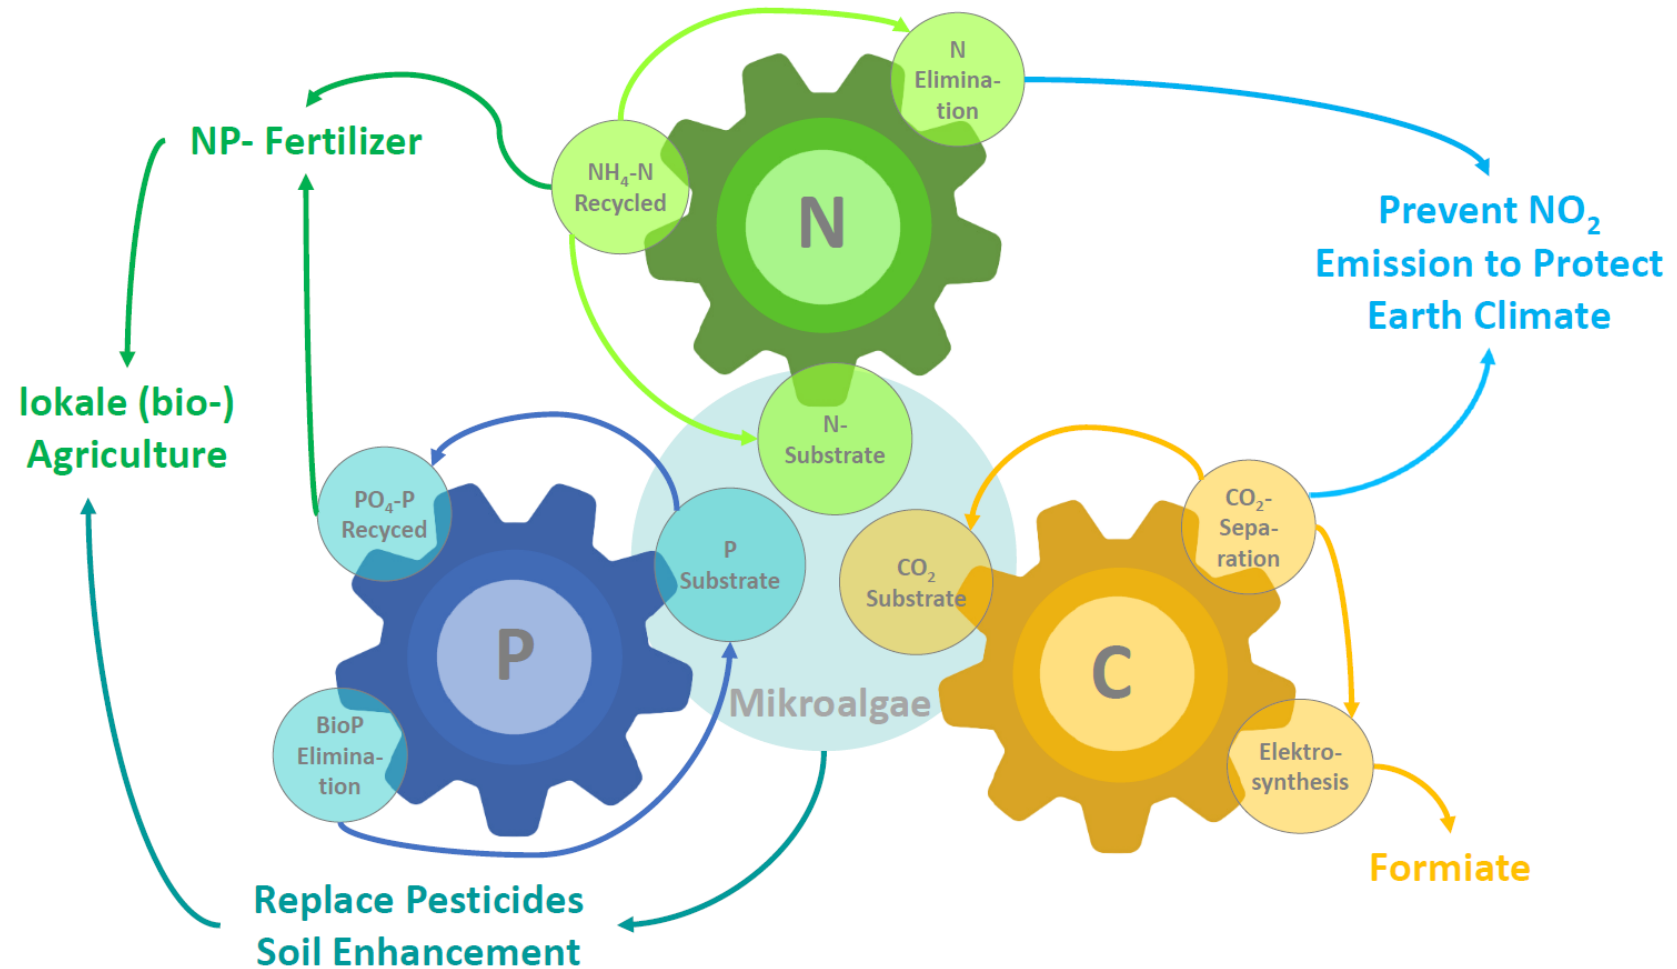 N
Elimina-
tion
NP- Fertilizer
NH₄-N
Recycled
N
Prevent NO₂
Emission to Protect
Earth Climate
lokale (bio-)
Agriculture
N-
Substrate
PO₄-P
Recyced
P
Substrate
CO₂
Substrate
CO₂-
Sepa-
ration
P
C
Mikroalgae
BioP
Elimina-
tion
Elektro-
synthesis
Formiate
Replace Pesticides
Soil Enhancement